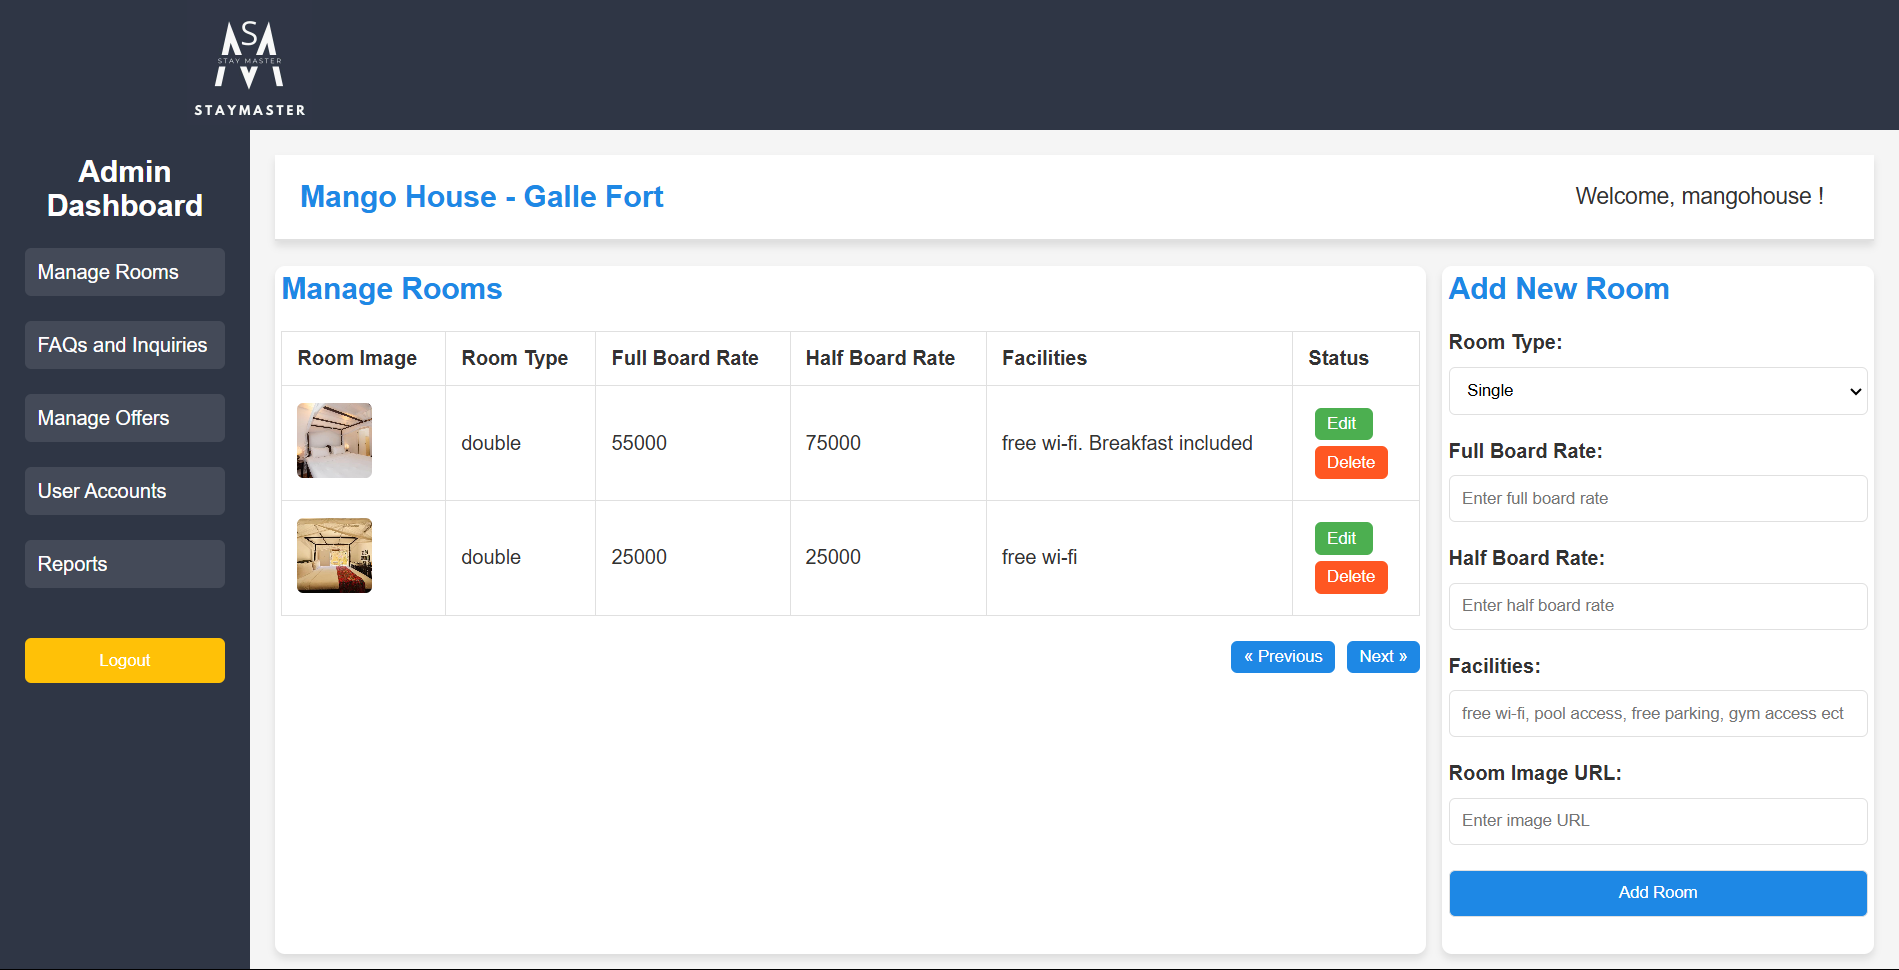 S
STAY MASTER
STAYMASTER
Admin
Dashboard
Manage Rooms
FAQs and Inquiries
Manage Offers
User Accounts
Reports
Logout
Mango House - Galle Fort
Welcome, mangohouse !
Manage Rooms
Room Image Room Type Full Board Rate Half Board Rate Facilities Status
double 55000 75000 free wi-fi. Breakfast included Edit
Delete
double 25000 25000 free wi-fi Edit
Delete
« Previous Next »
Add New Room
Room Type:
Single
Full Board Rate:
Enter full board rate
Half Board Rate:
Enter half board rate
Facilities:
free wi-fi, pool access, free parking, gym access ect
Room Image URL:
Enter image URL
Add Room